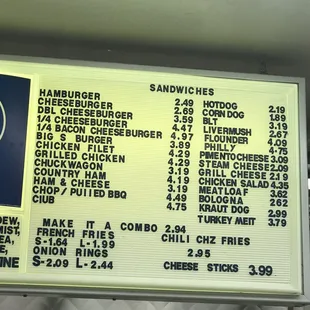 SANDWICHES
HAMBURGER 2.49
CHEESEBURGER 2.69
DBL CHEESEBURGER 3.59
1/4 CHEESEBURGER 4.47
1/4 BACON CHEESEBURGER 4.97
BIG S BURGER 3.89
CHICKEN FILET 4.29
GRILLED CHICKEN 4.29
CHUCKWAGON 3.19
COUNTRY HAM 4.19
HAM & CHEESE 3.19
CHOP/PULLED BBQ 4.49
CLUB 4.75
HOTDOG 2.19
CORN DOG 1.89
BLT 3.19
LIVERMUSH 2.67
FLOUNDER 4.09
PHILLY 4.75
PIMENTO CHEESE 3.09
STEAM CHEESE 2.09
GRILL CHEESE 2.19
CHICKEN SALAD 4.35
MEATLOAF 3.62
BOLOGNA 262
KRAUT DOG 2.99
TURKEY MEIT 3.79
MAKE IT A COMBO 2.94
FRENCH FRIES
S-1.64 L-1.99
ONION RINGS
S-2.09 L-2.44
CHILI CHZ FRIES
2.95
CHEESE STICKS 3.99
DEW,